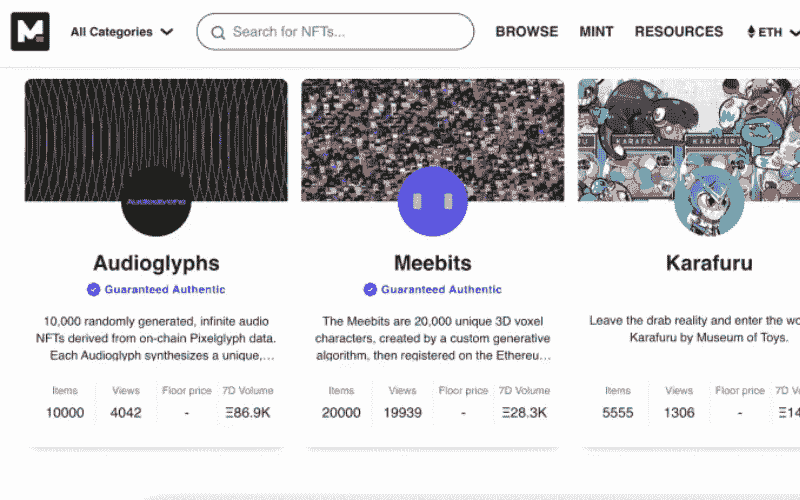 M
All Categories
Search for NFTs...
BROWSE
MINT
RESOURCES
ETH
KARAFURU
KARAFURU
Audioglyphs
Audioglyphs
Guaranteed Authentic
10,000 randomly generated, infinite audio
NFTs derived from on-chain Pixelglyph data.
Each Audioglyph synthesizes a unique,...
Items
Views
Floor price
7D Volume
10000
4042
-
Ξ86.9K
Meebits
Guaranteed Authentic
The Meebits are 20,000 unique 3D voxel
characters, created by a custom generative
algorithm, then registered on the Ethereu...
Items
Views
Floor price
7D Volume
20000
19939
-
Ξ28.3K
Karafuru
Leave the drab reality and enter the wo
Karafuru by Museum of Toys.
Items
Views
Floor price
7D Vo
5555
1306
-
Ξ14